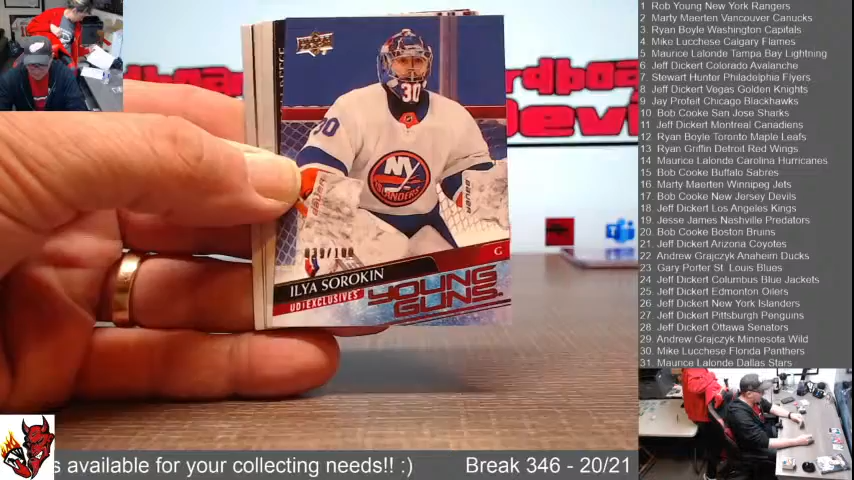 1 Rob Young New York Rangers
2 Marty Maerten Vancouver Canucks
3 Ryan Boyle Washington Capitals
4 Mike Lucchese Calgary Flames
5 Maurice Lalonde Tampa Bay Lightning
6 Jeff Dickert Colorado Avalanche
7 Stewart Hunter Philadelphia Flyers
8 Jeff Dickert Vegas Golden Knights
9 Jay Profeit Chicago Blackhawks
10 Bob Cooke San Jose Sharks
11 Jeff Dickert Montreal Canadiens
12 Ryan Boyle Toronto Maple Leafs
13 Ryan Griffin Detroit Red Wings
14 Maurice Lalonde Carolina Hurricanes
15 Bob Cooke Buffalo Sabres
16 Marty Maerten Winnipeg Jets
17 Bob Cooke New Jersey Devils
18 Jeff Dickert Los Angeles Kings
19 Jesse James Nashville Predators
20 Bob Cooke Boston Bruins
21 Jeff Dickert Arizona Coyotes
22 Andrew Grajczyk Anaheim Ducks
23 Gary Porter St Louis Blues
24 Jeff Dickert Columbus Blue Jackets
25 Jeff Dickert Edmonton Oilers
26 Jeff Dickert New York Islanders
27 Jeff Dickert Pittsburgh Penguins
28 Jeff Dickert Ottawa Senators
29 Andrew Grajczyk Minnesota Wild
30 Mike Lucchese Florida Panthers
31 Maurice Lalonde Dallas Stars
30
30
NY
ISLANDERS
G
ILYA SOROKIN
UD EXCLUSIVES
YOUNG
GUNS
s available for your collecting needs!! :)
Break 346 - 20/21